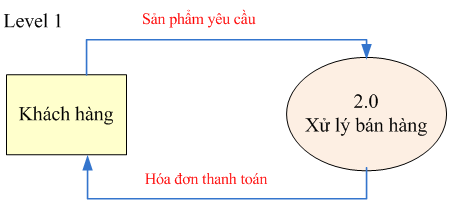 Level 1
Sản phẩm yêu cầu
Khách hàng
2.0
Xử lý bán hàng
Hóa đơn thanh toán